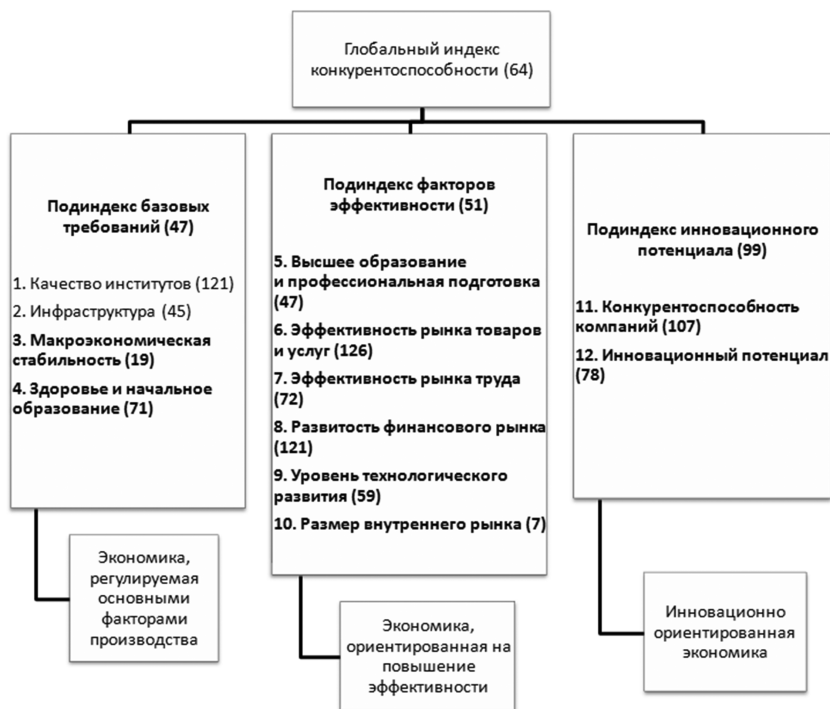 Глобальный индекс
конкурентоспособности (64)
Подиндекс базовых
требований (47)
1. Качество институтов (121)
2. Инфраструктура (45)
3. Макроэкономическая
стабильность (19)
4. Здоровье и начальное
образование (71)
Подиндекс факторов
эффективности (51)
5. Высшее образование
и профессиональная подготовка
(47)
6. Эффективность рынка товаров
и услуг (126)
7. Эффективность рынка труда
(72)
8. Развитость финансового рынка
(121)
9. Уровень технологического
развития (59)
10. Размер внутреннего рынка (7)
Подиндекс инновационного
потенциала (99)
11. Конкурентоспособность
компаний (107)
12. Инновационный потенциал
(78)
Экономика,
регулируемая
основными
факторами
производства
Экономика,
ориентированная на
повышение
эффективности
Инновационно
ориентированная
экономика